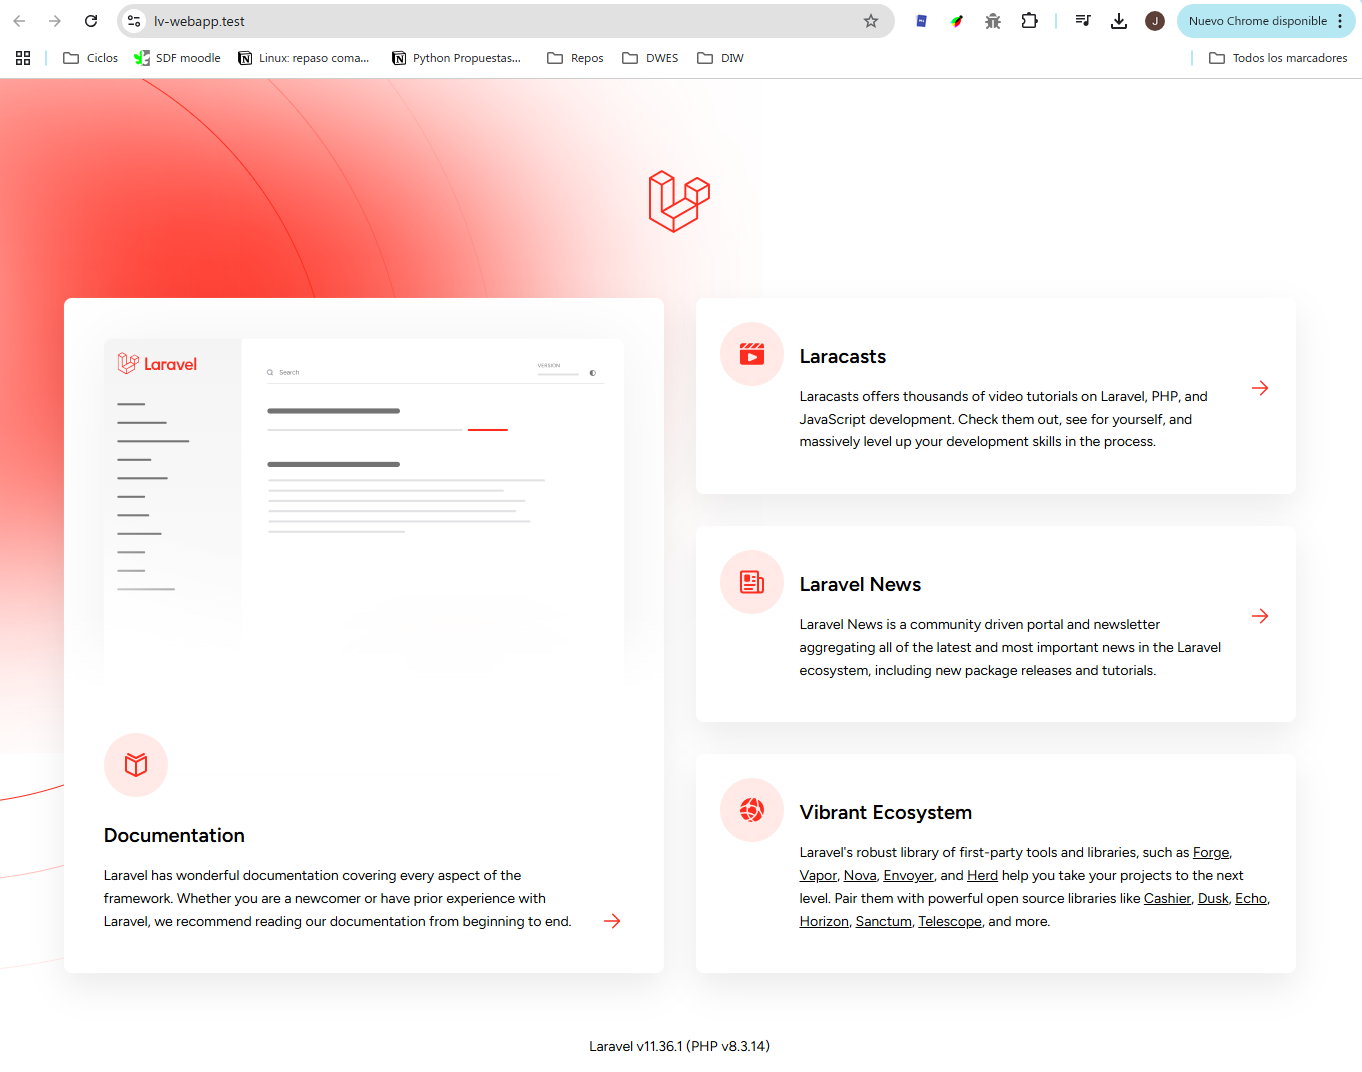 lv-webapp.test
J
Nuevo Chrome disponible
Ciclos
SDF moodle
Linux: repaso coma...
Python Propuestas...
Repos
DWES
DIW
Todos los marcadores
Laravel
Search
VERSION
Documentation
Laravel has wonderful documentation covering every aspect of the
framework. Whether you are a newcomer or have prior experience with
Laravel, we recommend reading our documentation from beginning to end.
Laracasts
Laracasts offers thousands of video tutorials on Laravel, PHP, and
JavaScript development. Check them out, see for yourself, and
massively level up your development skills in the process.
Laravel News
Laravel News is a community driven portal and newsletter
aggregating all of the latest and most important news in the Laravel
ecosystem, including new package releases and tutorials.
Vibrant Ecosystem
Laravel's robust library of first-party tools and libraries, such as Forge,
Vapor, Nova, Envoyer, and Herd help you take your projects to the next
level. Pair them with powerful open source libraries like Cashier, Dusk, Echo,
Horizon, Sanctum, Telescope, and more.
Laravel v11.36.1 (PHP v8.3.14)